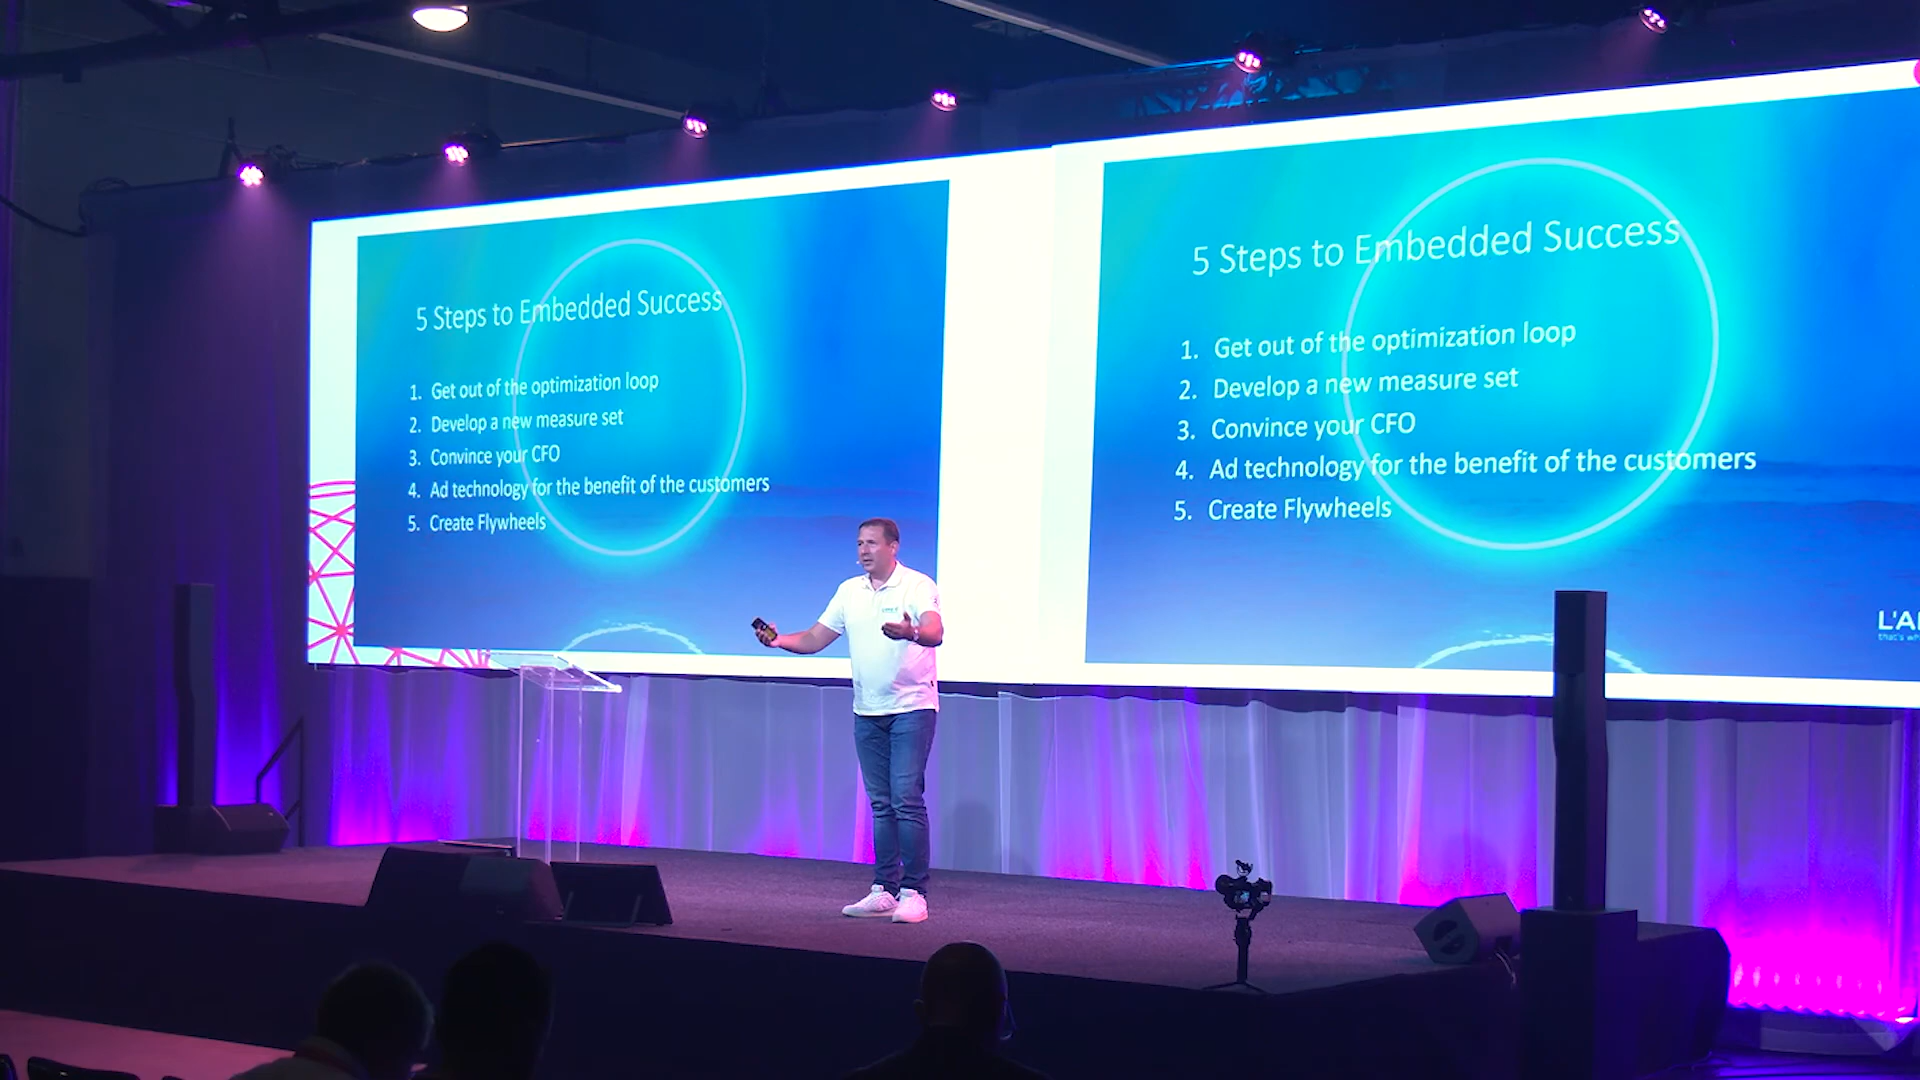 5 Steps to Embedded Success
1. Get out of the optimization loop
2. Develop a new measure set
3. Convince your CFO
4. Ad technology for the benefit of the customers
5. Create Flywheels
5 Steps to Embedded Success
1. Get out of the optimization loop
2. Develop a new measure set
3. Convince your CFO
4. Ad technology for the benefit of the customers
5. Create Flywheels
L'A
that's